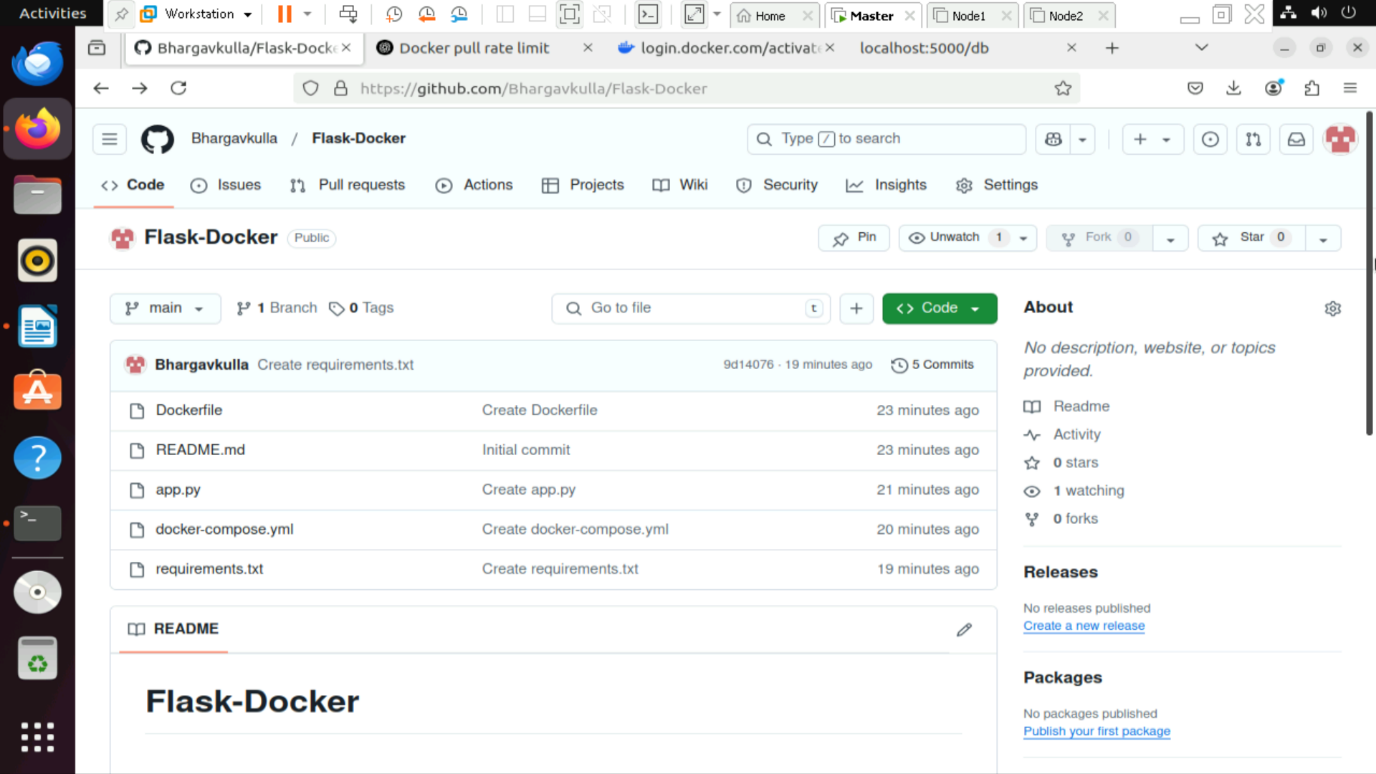 Activities
Workstation
Home
Master
Node1
Node2
Bhargavkulla/Flask-Docke
Docker pull rate limit
login.docker.com/activate
localhost:5000/db
https://github.com/Bhargavkulla/Flask-Docker
Bhargavkulla / Flask-Docker
Type / to search
Code
Issues
Pull requests
Actions
Projects
Wiki
Security
Insights
Settings
Flask-Docker Public
Pin
Unwatch 1
Fork 0
Star 0
main
1 Branch
0 Tags
Go to file t
Code
Bhargavkulla Create requirements.txt 9d14076 · 19 minutes ago 5 Commits
Dockerfile Create Dockerfile 23 minutes ago
README.md Initial commit 23 minutes ago
app.py Create app.py 21 minutes ago
docker-compose.yml Create docker-compose.yml 20 minutes ago
requirements.txt Create requirements.txt 19 minutes ago
README
Flask-Docker
About
No description, website, or topics
provided.
Readme
Activity
0 stars
1 watching
0 forks
Releases
No releases published
Create a new release
Packages
No packages published
Publish your first package